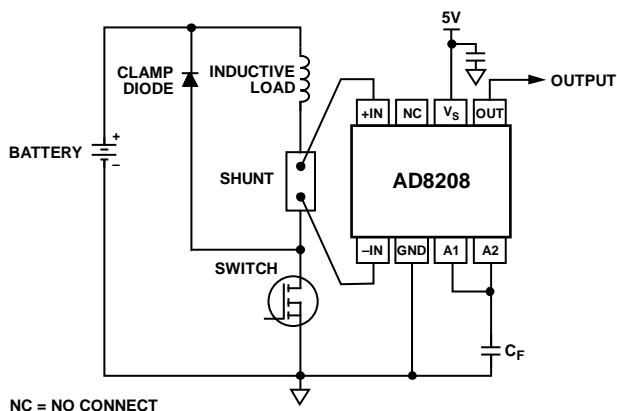 5V
CLAMP
DIODE
INDUCTIVE
LOAD
OUTPUT
+IN
NC
VS
OUT
BATTERY
+
–
SHUNT
AD8208
–IN
GND
A1
A2
SWITCH
CF
NC = NO CONNECT